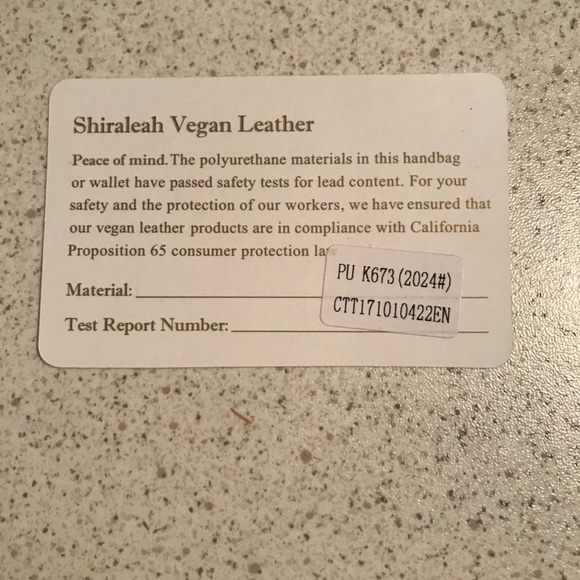 Shiraleah Vegan Leather
Peace of mind. The polyurethane materials in this handbag
or wallet have passed safety tests for lead content. For your
safety and the protection of our workers, we have ensured that
our vegan leather products are in compliance with California
Proposition 65 consumer protection
Material:
PU K673 (2024#)
CTT171010422EN
Test Report Number: